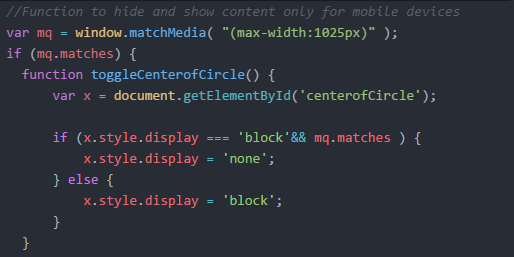 //Function to hide and show content only for mobile devices
var mq = window.matchMedia( "(max-width:1025px)" );
if (mq.matches) {
  function toggleCenterofCircle() {
      var x = document.getElementById('centerofCircle');

      if (x.style.display === 'block'&& mq.matches ) {
          x.style.display = 'none';
      } else {
          x.style.display = 'block';
      }
  }